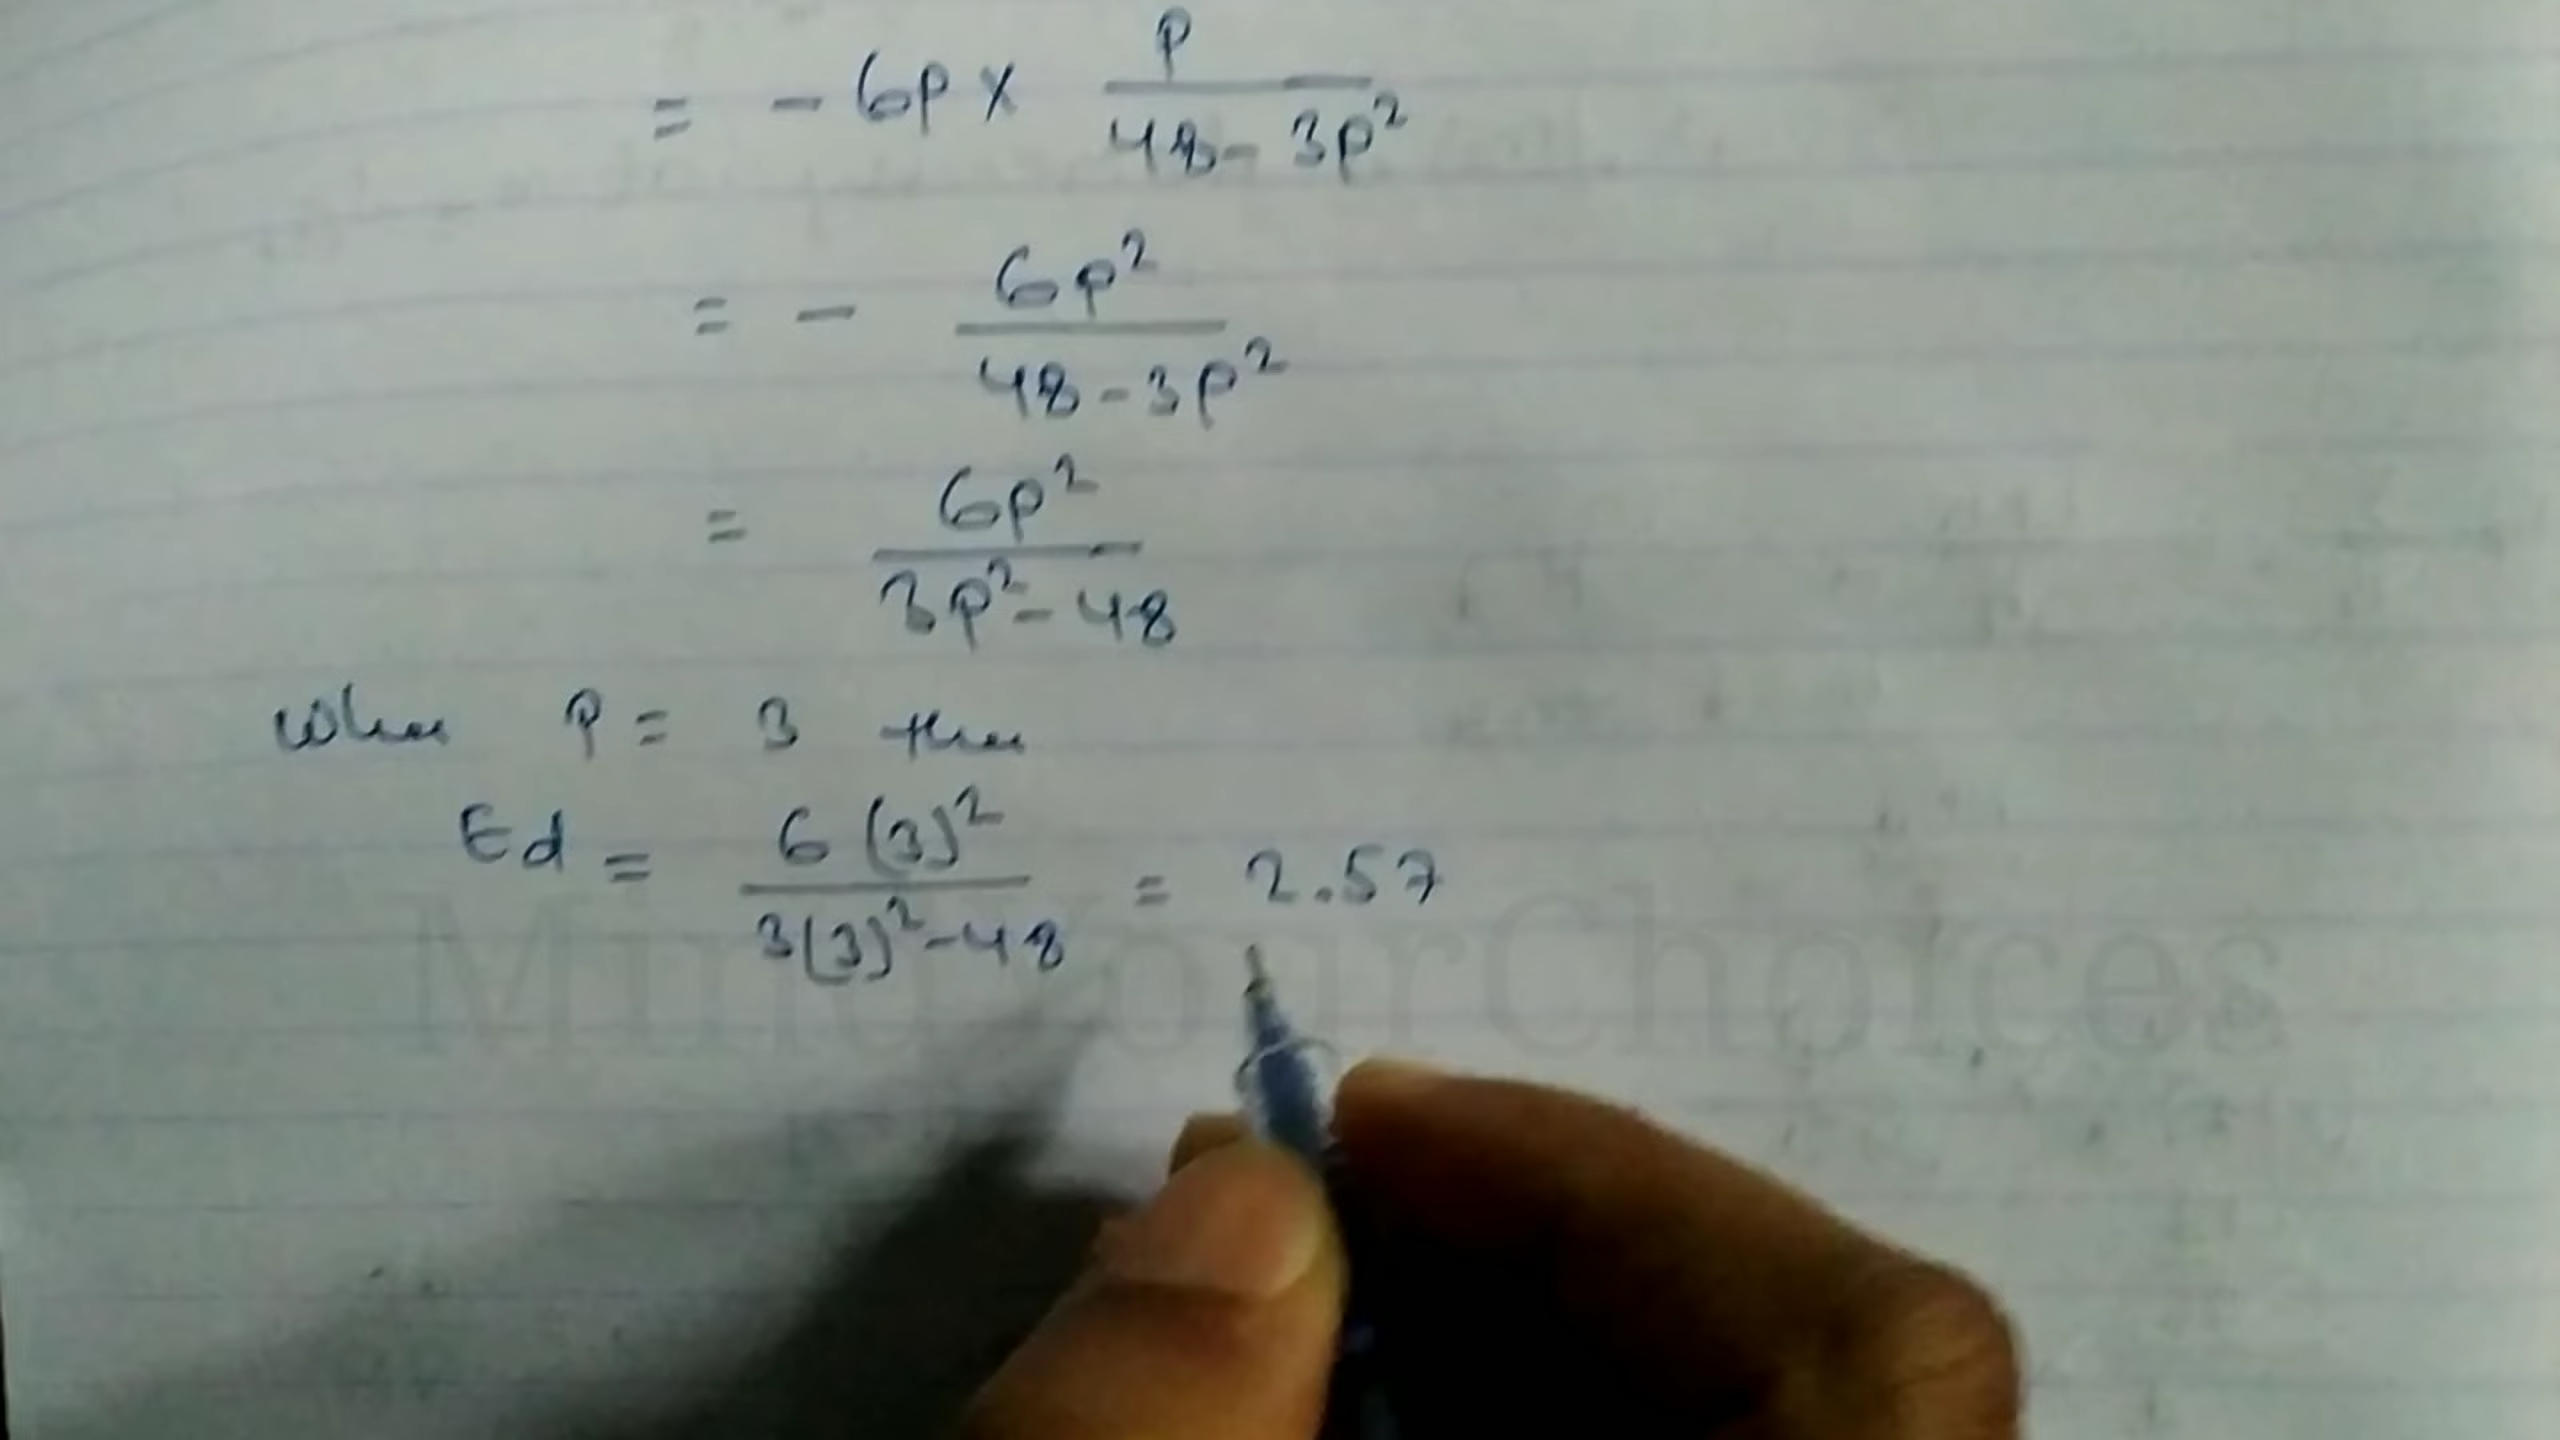 = - 6p x p / 48 - 3p²
= - 6p² / 48 - 3p²
= 6p² / 3p² - 48
when P = 3 then
Ed = 6 (3)² / 3(3)² - 48 = 2.57
MindYourChoices